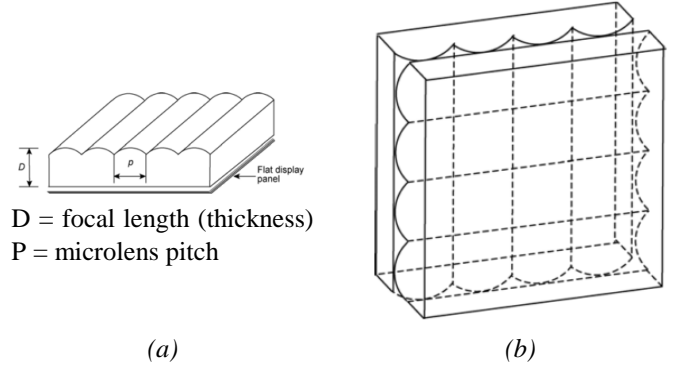 D
p
Flat display
panel
D = focal length (thickness)
P = microlens pitch
(a)
(b)